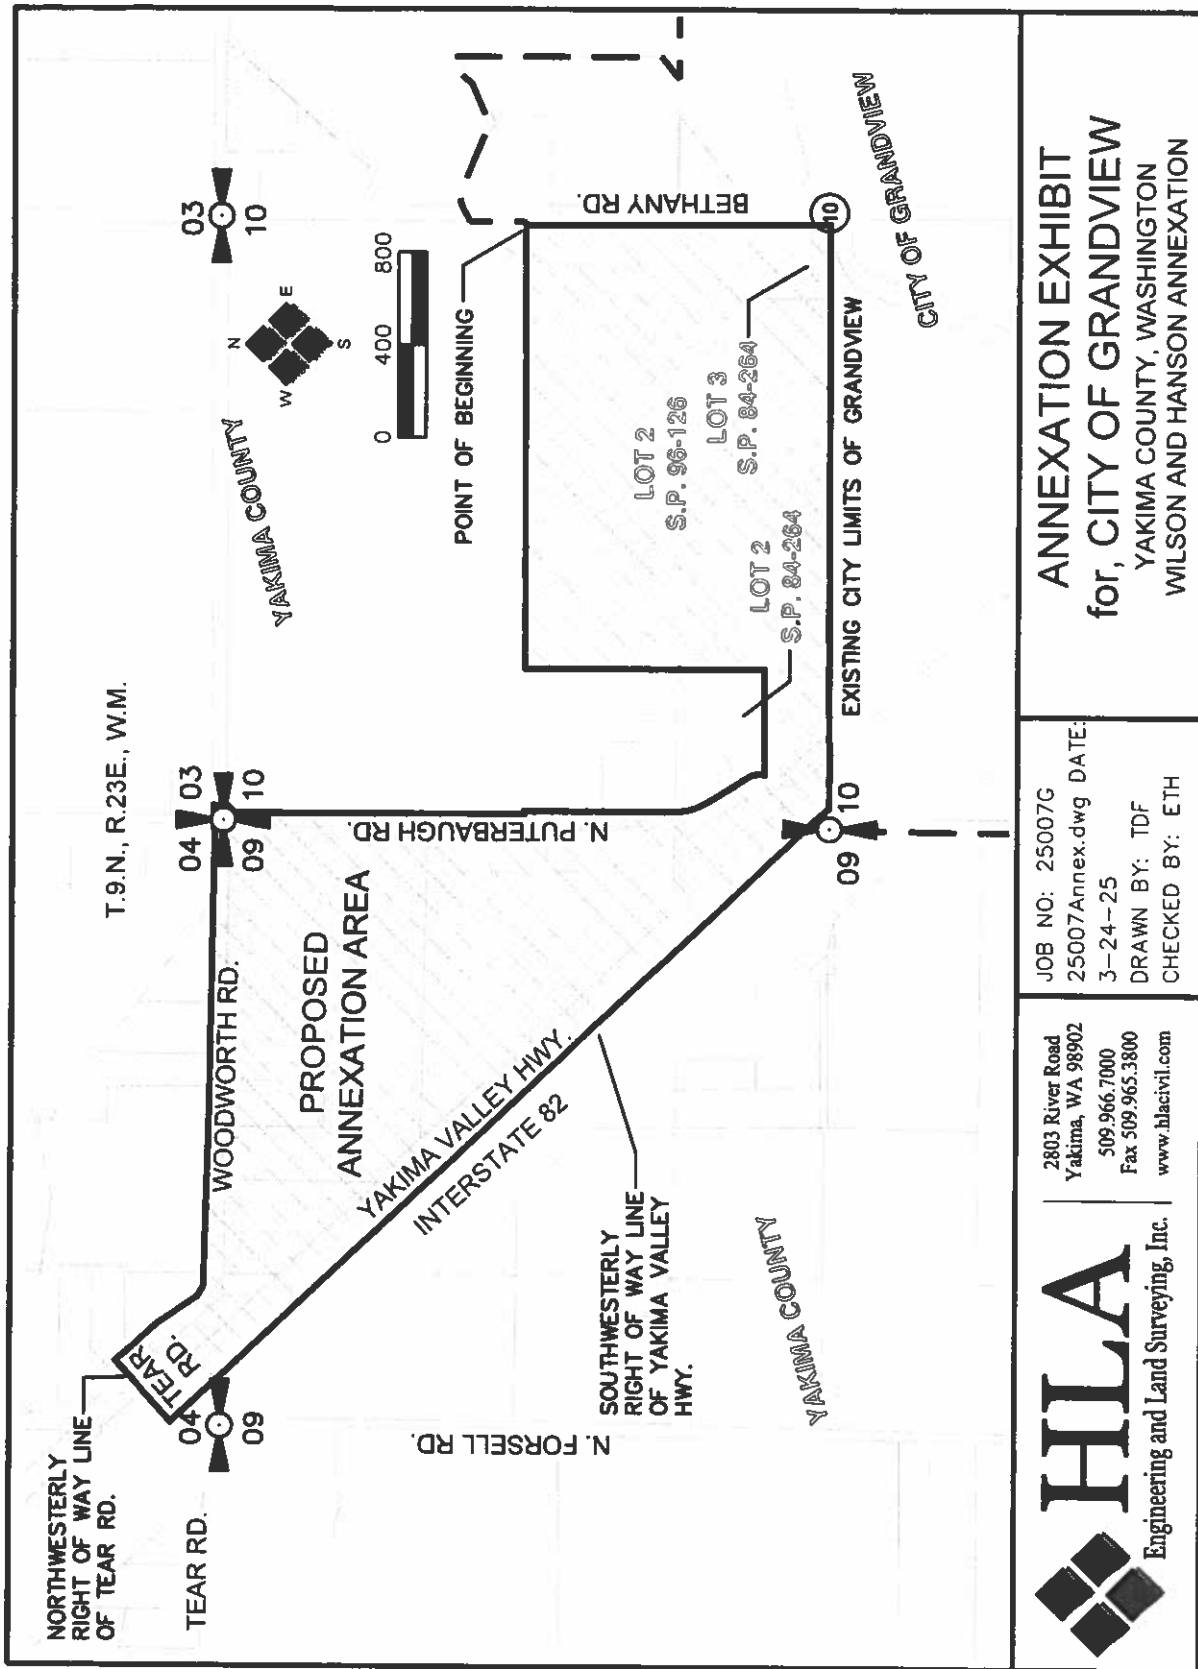 NORTHWESTERLY
RIGHT OF WAY LINE
OF TEAR RD.
TEAR RD.
TEAR
RD.
04
09
WOODWORTH RD.
T.9.N., R.23E., W.M.
04 03
09 10
03
10
N
W E
S
YAKIMA COUNTY
0 400 800
POINT OF BEGINNING
PROPOSED
ANNEXATION AREA
N. PUTERBAUGH RD.
BETHANY RD.
YAKIMA VALLEY HWY.
INTERSTATE 82
N. FORSELL RD.
SOUTHWESTERLY
RIGHT OF WAY LINE
OF YAKIMA VALLEY
HWY.
YAKIMA COUNTY
LOT 2
S.P. 96-126
LOT 3
S.P. 84-264
LOT 2
S.P. 84-264
09 10
10
EXISTING CITY LIMITS OF GRANDVIEW
CITY OF GRANDVIEW
HLA
Engineering and Land Surveying, Inc.
2803 River Road
Yakima, WA 98902
509.966.7000
Fax 509.965.3800
www.hlacivil.com
JOB NO: 25007G
25007Annex.dwg DATE:
3-24-25
DRAWN BY: TDF
CHECKED BY: ETH
ANNEXATION EXHIBIT
for, CITY OF GRANDVIEW
YAKIMA COUNTY, WASHINGTON
WILSON AND HANSON ANNEXATION